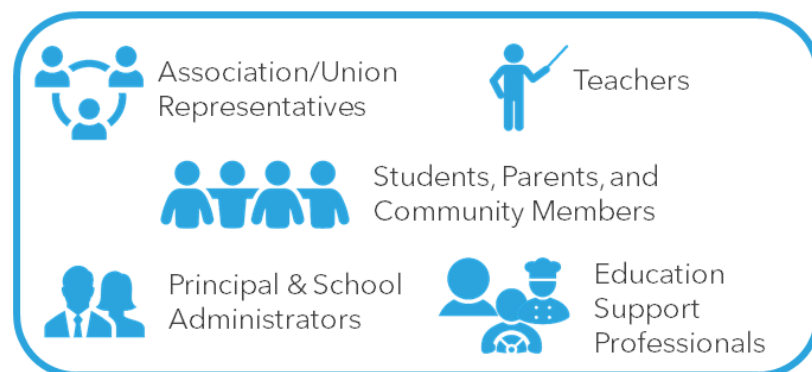 Association/Union
Representatives
Teachers
Students, Parents, and
Community Members
Principal & School
Administrators
Education
Support
Professionals